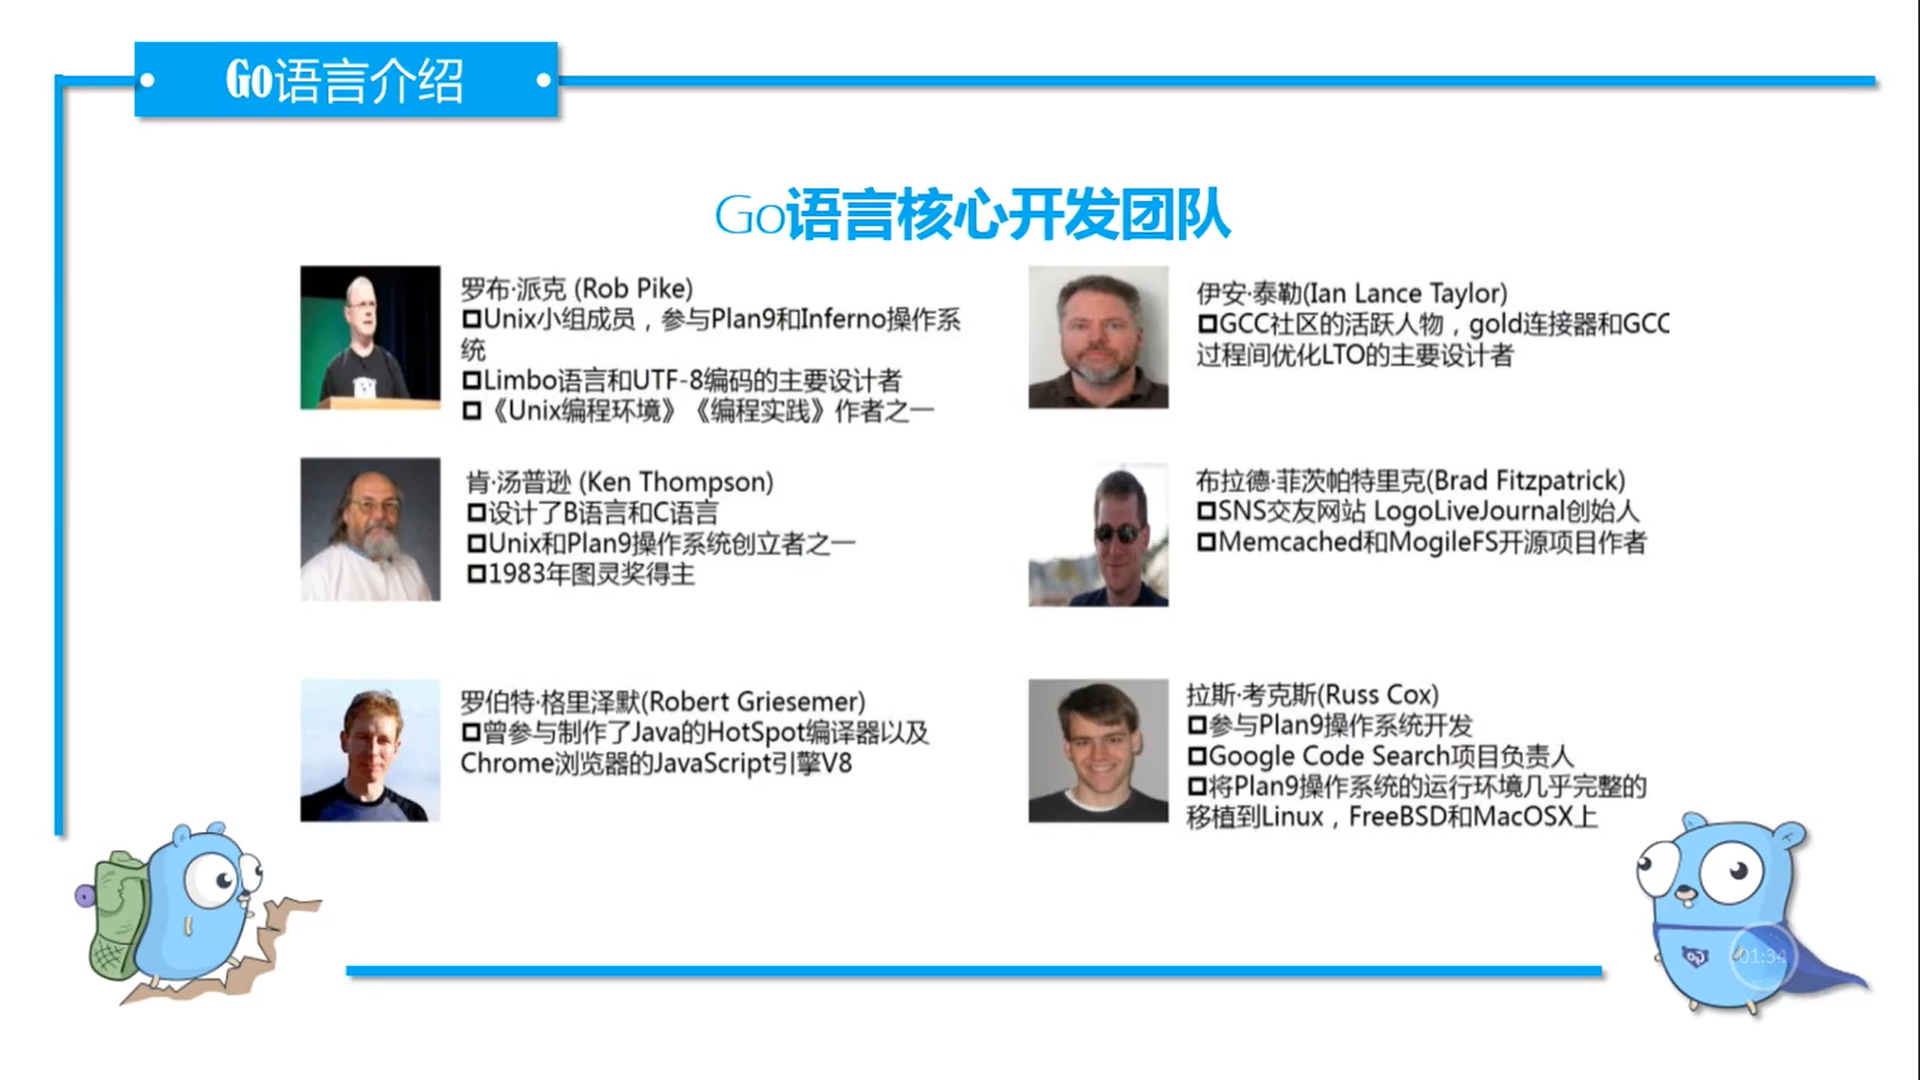 Go语言介绍
Go语言核心开发团队
罗布·派克 (Rob Pike)
Unix小组成员，参与Plan9和Inferno操作系
统
Limbo语言和UTF-8编码的主要设计者
《Unix编程环境》《编程实践》作者之一
肯·汤普逊 (Ken Thompson)
设计了B语言和C语言
Unix和Plan9操作系统创立者之一
1983年图灵奖得主
罗伯特·格里泽默(Robert Griesemer)
曾参与制作了Java的HotSpot编译器以及
Chrome浏览器的JavaScript引擎V8
伊安·泰勒(Ian Lance Taylor)
GCC社区的活跃人物，gold连接器和GCC
过程间优化LTO的主要设计者
布拉德·菲茨帕特里克(Brad Fitzpatrick)
SNS交友网站 LogoLiveJournal创始人
Memcached和MogileFS开源项目作者
拉斯·考克斯(Russ Cox)
参与Plan9操作系统开发
Google Code Search项目负责人
将Plan9操作系统的运行环境几乎完整的
移植到Linux，FreeBSD和MacOSX上
01:34